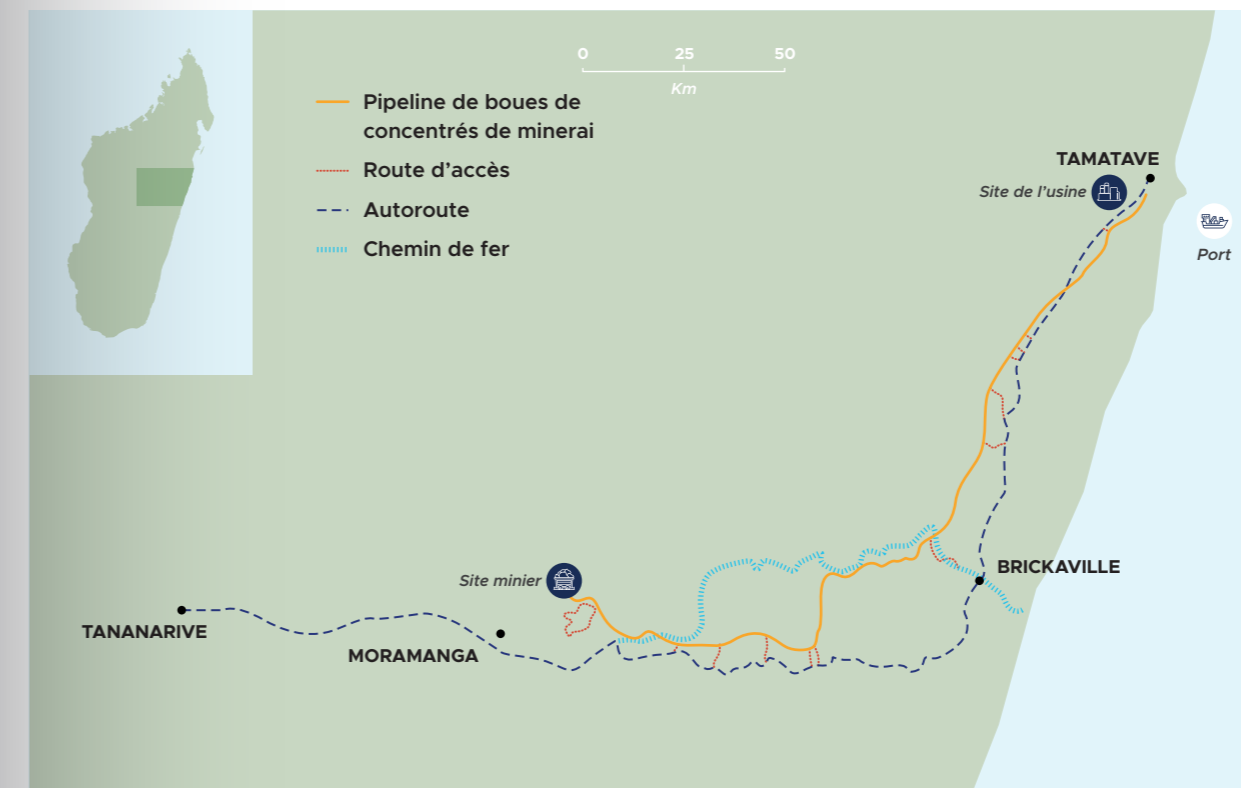 0 25 50
Km
Pipeline de boues de
concentrés de minerai
Route d'accès
Autoroute
Chemin de fer
TAMATAVE
Site de l'usine
Port
BRICKAVILLE
Site minier
TANANARIVE
MORAMANGA